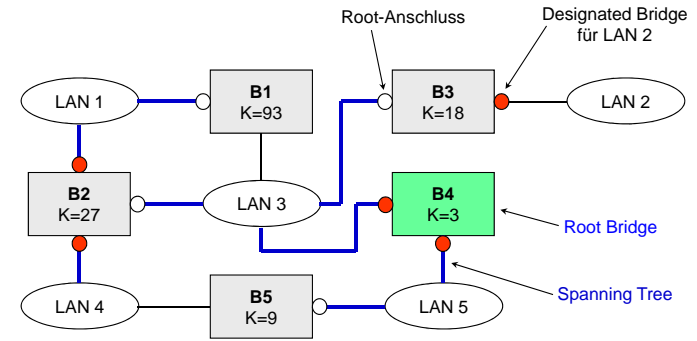 Root-Anschluss
Designated Bridge
für LAN 2
LAN 1
B1
K=93
B3
K=18
LAN 2
B2
K=27
LAN 3
B4
K=3
Root Bridge
LAN 4
B5
K=9
LAN 5
Spanning Tree